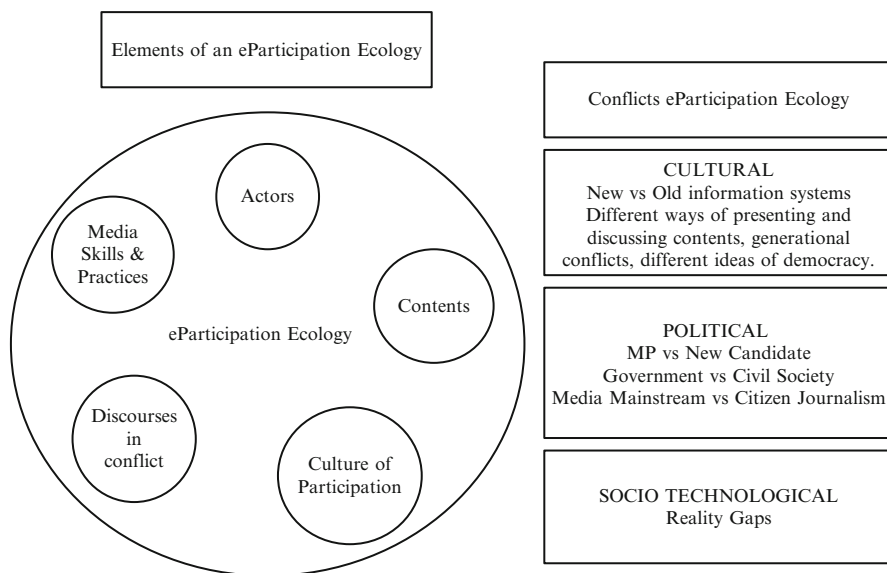 Elements of an eParticipation Ecology
Actors
Media
Skills &
Practices
Contents
eParticipation Ecology
Discourses
in
conflict
Culture of
Participation
Conflicts eParticipation Ecology
CULTURAL
New vs Old information systems
Different ways of presenting and
discussing contents, generational
conflicts, different ideas of democracy.
POLITICAL
MP vs New Candidate
Government vs Civil Society
Media Mainstream vs Citizen Journalism
SOCIO TECHNOLOGICAL
Reality Gaps